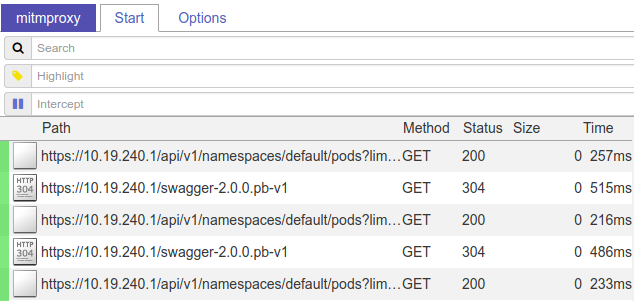 mitmproxy Start Options
Search
Highlight
Intercept
Path Method Status Size Time
https://10.19.240.1/api/v1/namespaces/default/pods?lim... GET 200 0 257ms
HTTP 304 https://10.19.240.1/swagger-2.0.0.pb-v1 GET 304 0 515ms
https://10.19.240.1/api/v1/namespaces/default/pods?lim... GET 200 0 216ms
HTTP 304 https://10.19.240.1/swagger-2.0.0.pb-v1 GET 304 0 486ms
https://10.19.240.1/api/v1/namespaces/default/pods?lim... GET 200 0 233ms